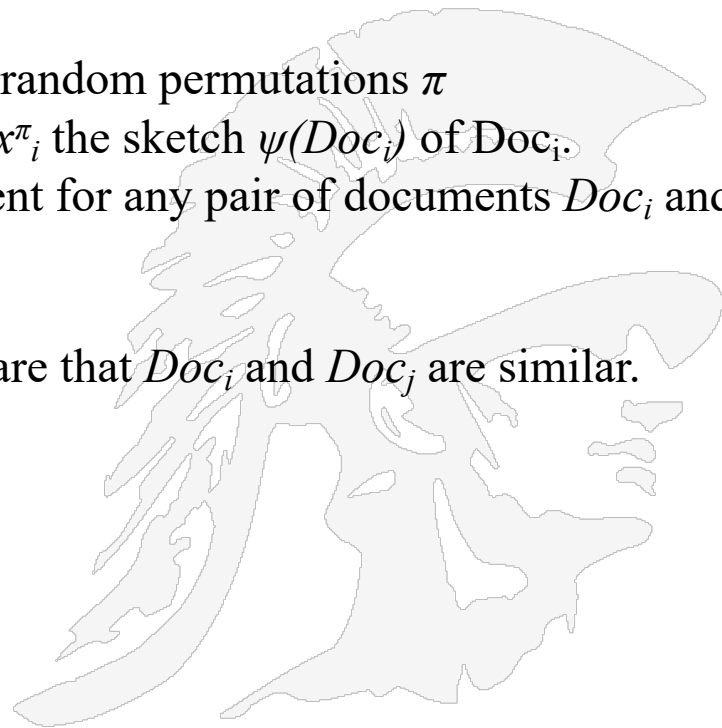 random permutations π
x^π_i the sketch ψ(Doc_i) of Doc_i.
ent for any pair of documents Doc_i and
are that Doc_i and Doc_j are similar.